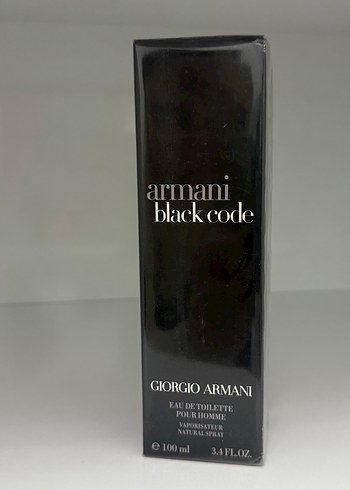 armani
black code
GIORGIO ARMANI
EAU DE TOILETTE
POUR HOMME
VAPORISATEUR
NATURAL SPRAY
℮ 100 ml 3.4 FL.OZ.